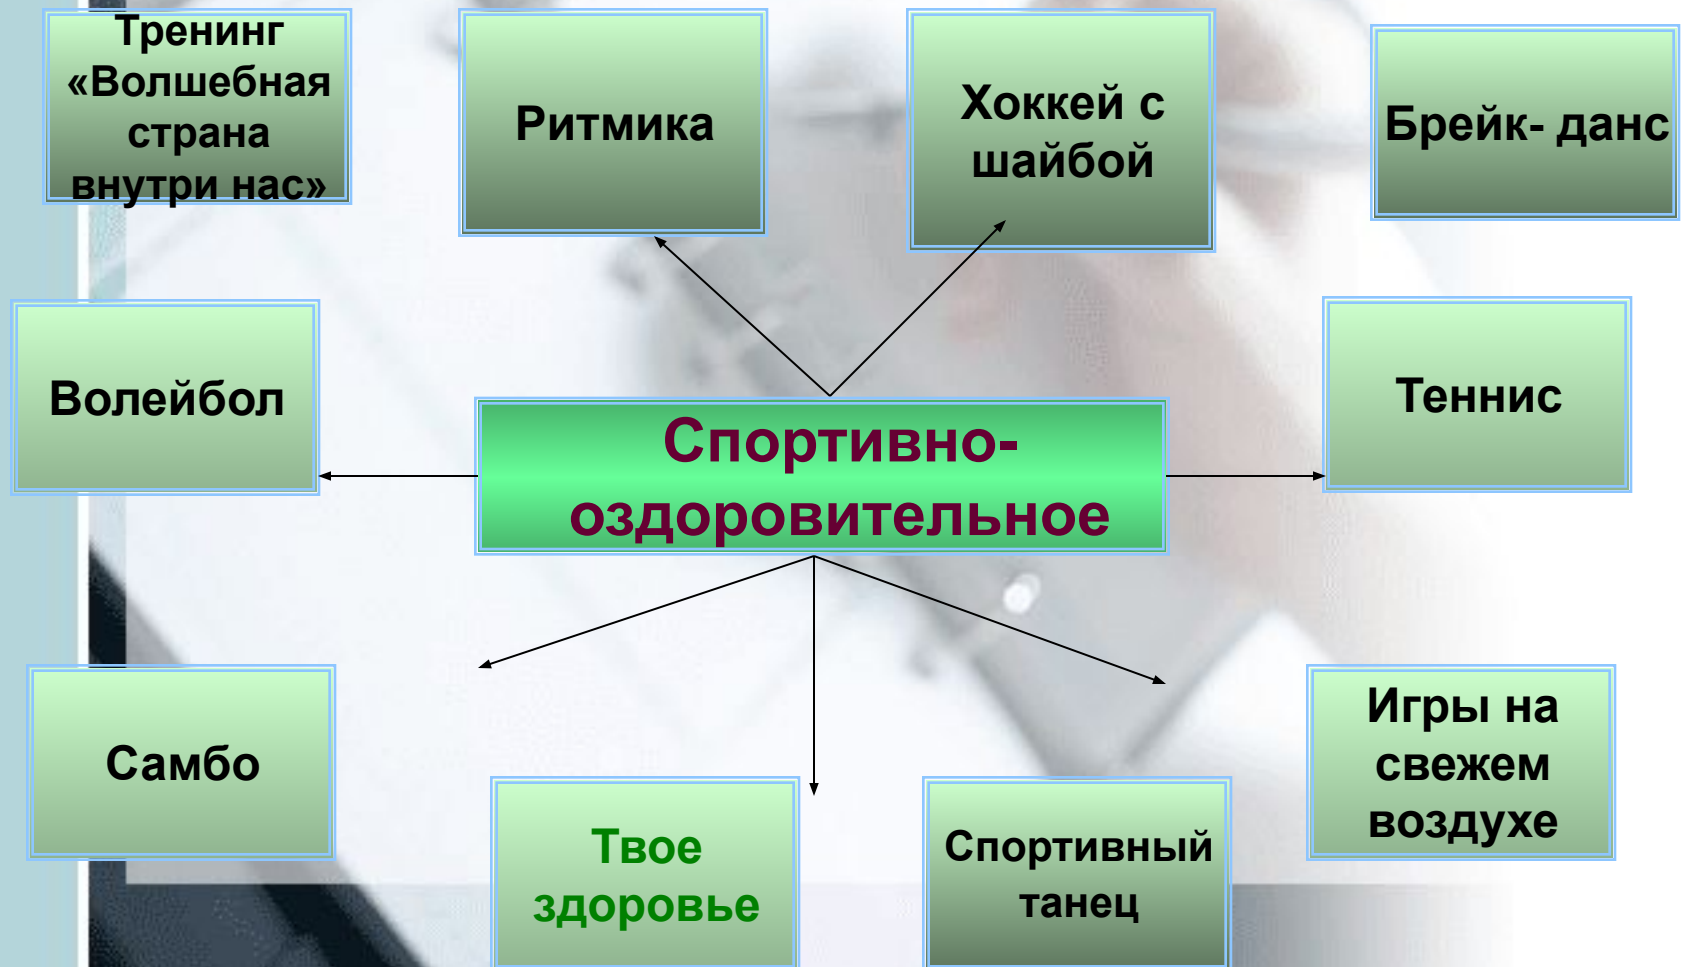 Тренинг
«Волшебная
страна
внутри нас»
Ритмика
Хоккей с
шайбой
Брейк- данс
Волейбол
Теннис
Спортивно-
оздоровительное
Самбо
Игры на
свежем
воздухе
Твое
здоровье
Спортивный
танец